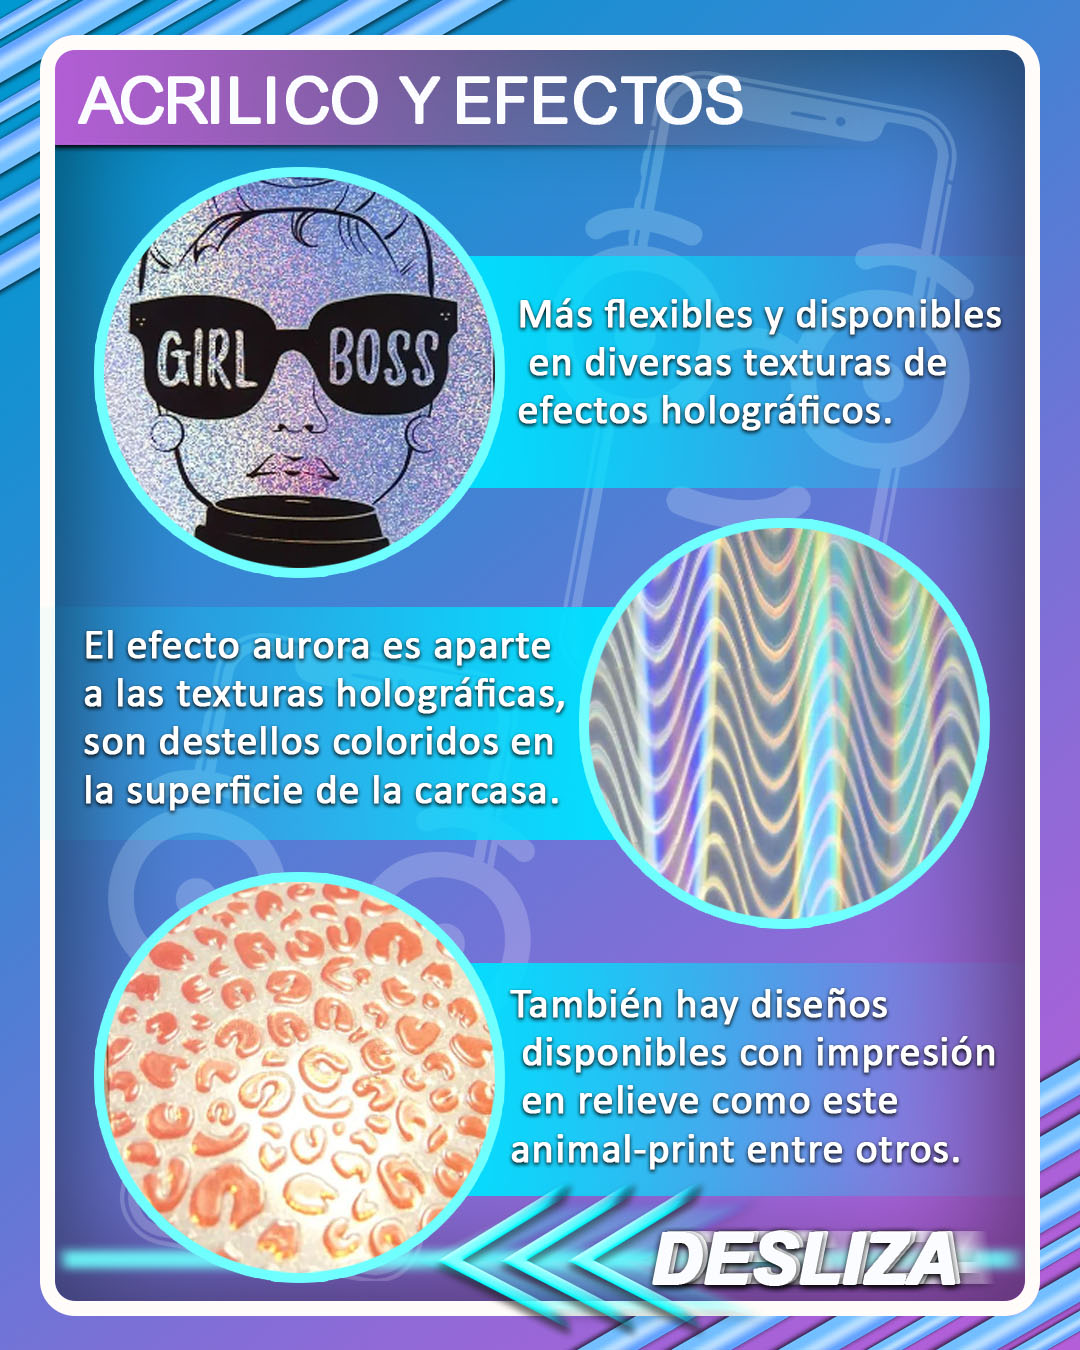 ACRILICO Y EFECTOS
GIRL BOSS
Más flexibles y disponibles
en diversas texturas de
efectos holográficos.
El efecto aurora es aparte
a las texturas holográficas,
son destellos coloridos en
la superficie de la carcasa.
También hay diseños
disponibles con impresión
en relieve como este
animal-print entre otros.
DESLIZA